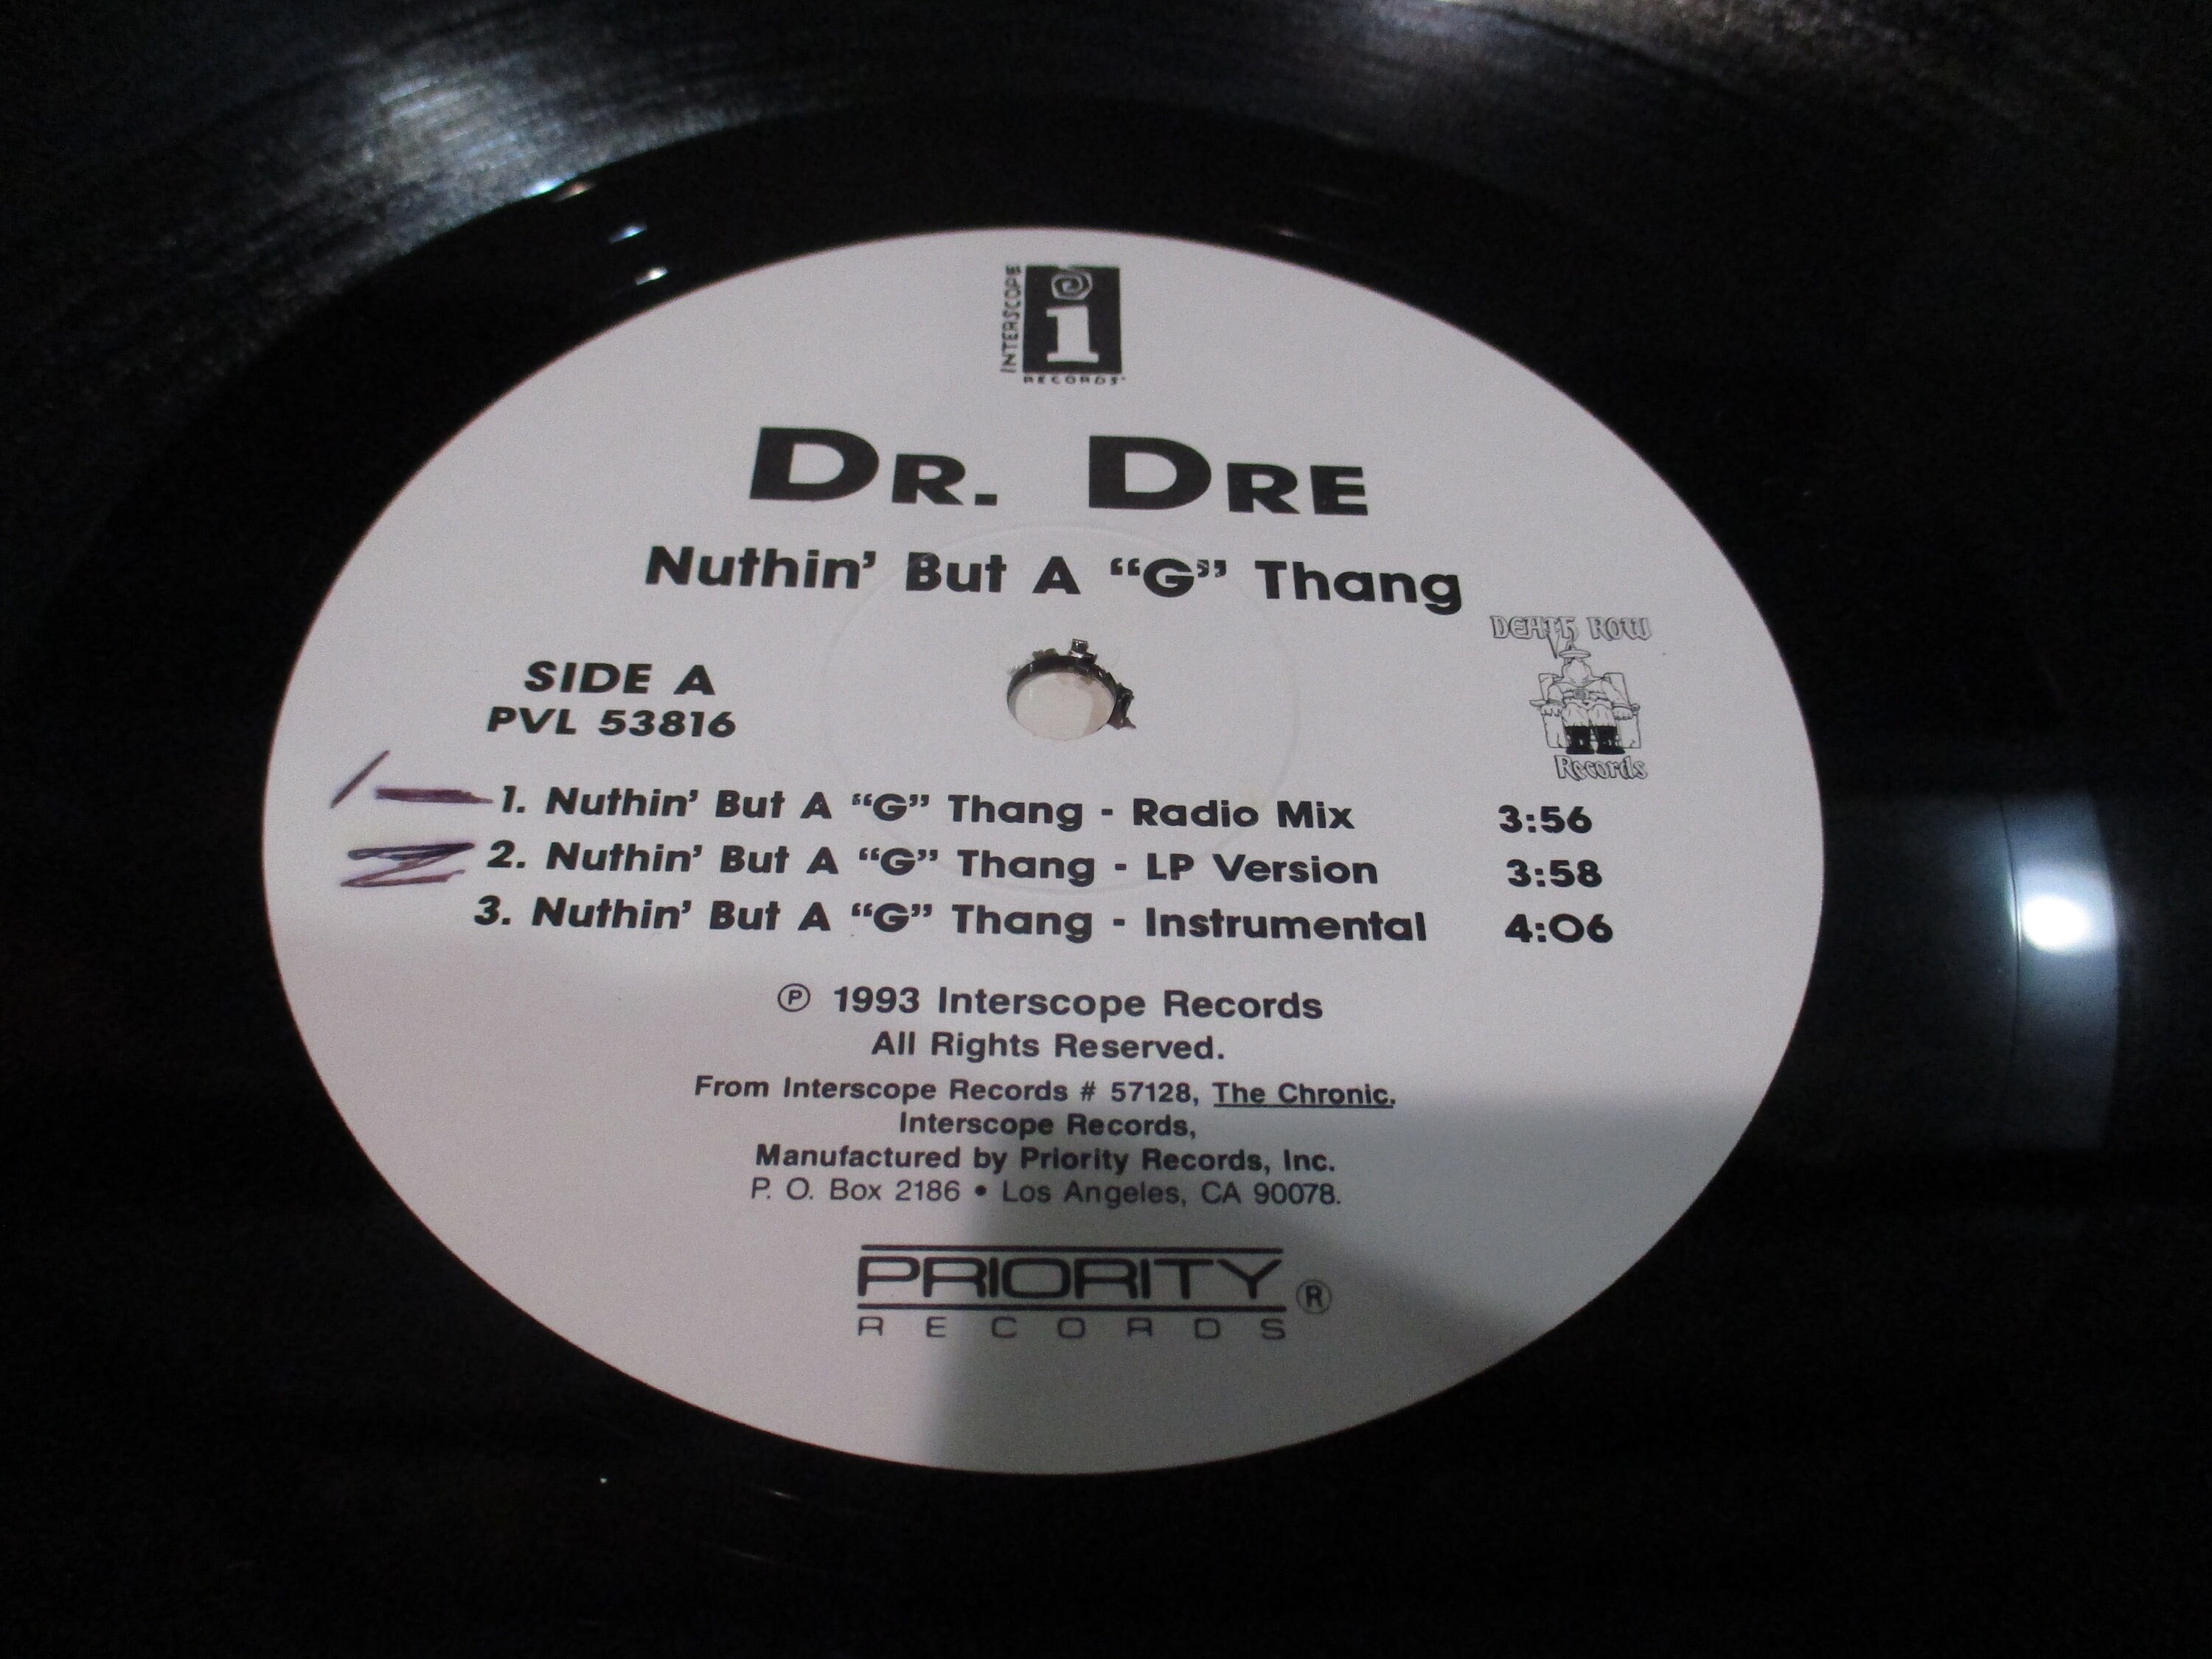 INTERSCOPE
i
RECORDS
DR. DRE
Nuthin' But A “G” Thang
DEATH ROW
Records
SIDE A
PVL 53816
1. Nuthin' But A “G” Thang - Radio Mix 3:56
2. Nuthin' But A “G” Thang - LP Version 3:58
3. Nuthin' But A “G” Thang - Instrumental 4:06
℗ 1993 Interscope Records
All Rights Reserved.
From Interscope Records # 57128, The Chronic.
Interscope Records,
Manufactured by Priority Records, Inc.
P. O. Box 2186 • Los Angeles, CA 90078.
PRIORITY ®
RECORDS